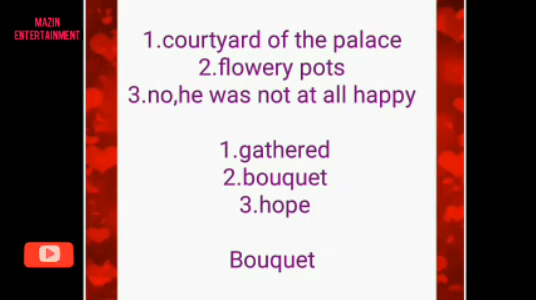 MAZIN
ENTERTAINMENT
1.courtyard of the palace
2.flowery pots
3.no,he was not at all happy
1.gathered
2.bouquet
3.hope
Bouquet